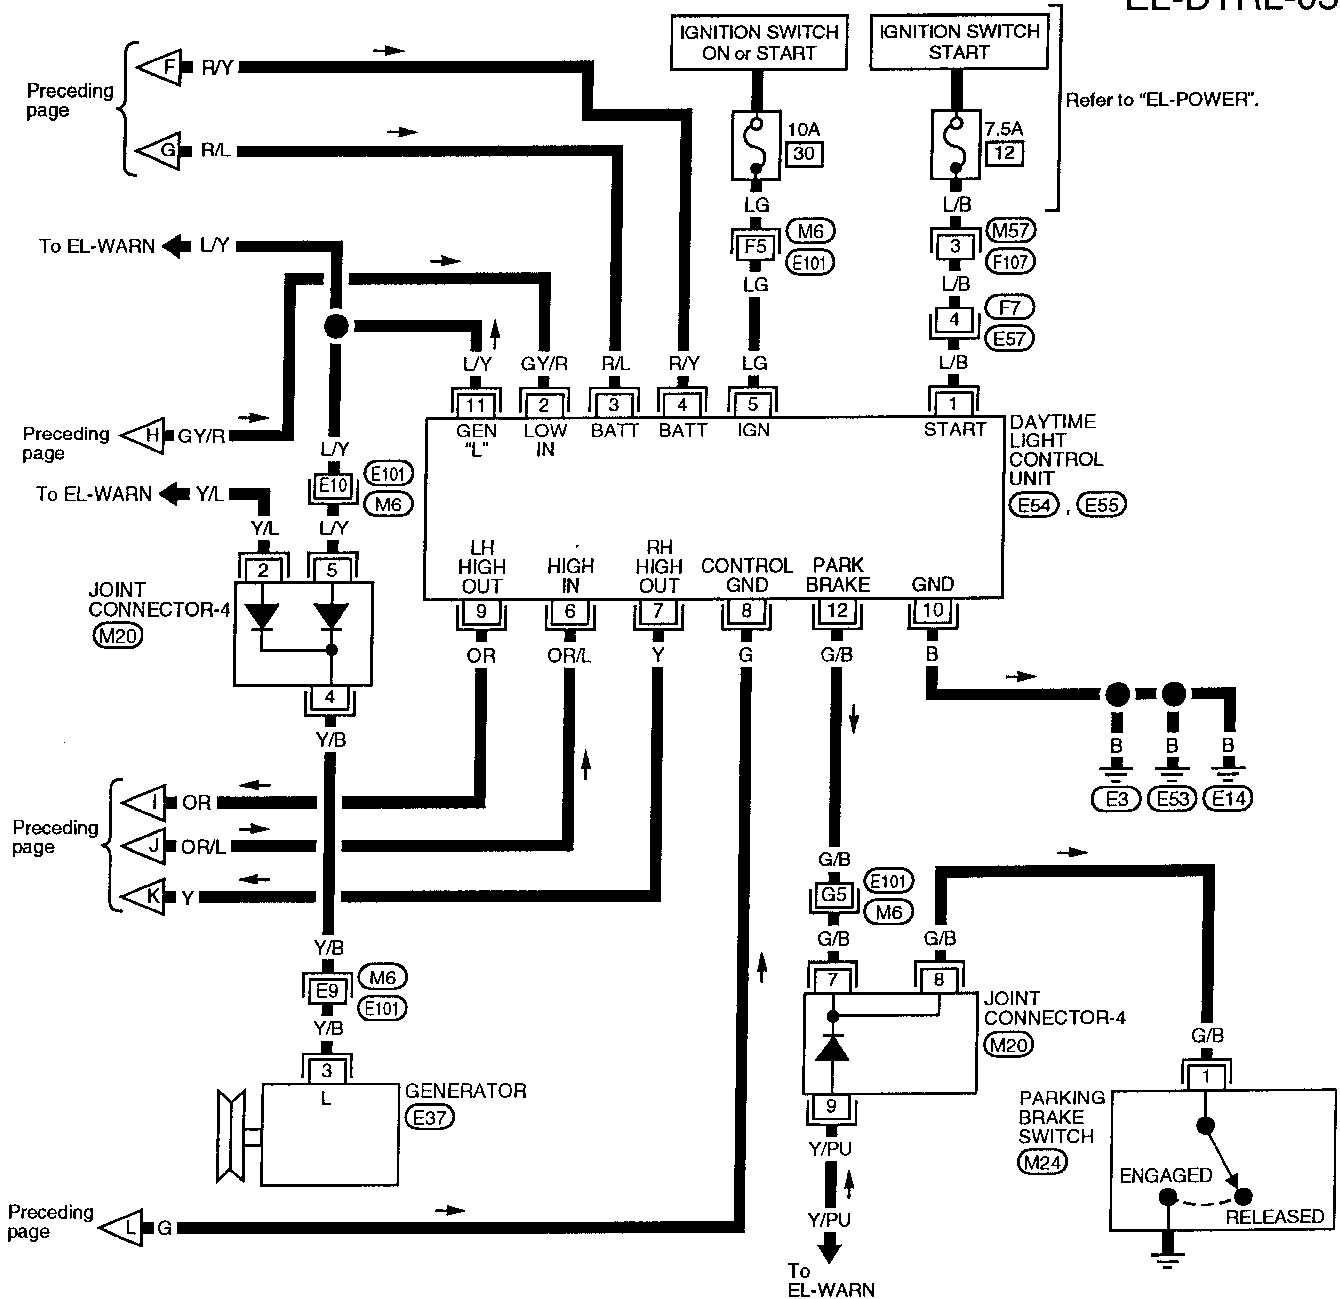 IGNITION SWITCH
ON or START
IGNITION SWITCH
START
Refer to "EL-POWER".
Preceding
page
F R/Y
G R/L
10A
30
7.5A
12
LG
L/B
F5
M6
E101
3
M57
F107
LG
L/B
4
F7
E57
To EL-WARN
L/Y
L/Y
GY/R
R/L
R/Y
LG
L/B
11
2
3
4
5
1
GEN
"L"
LOW
IN
BATT
BATT
IGN
START
DAYTIME
LIGHT
CONTROL
UNIT
E54 , E55
Preceding
page
H GY/R
L/Y
E10
E101
M6
To EL-WARN
Y/L
Y/L
L/Y
2
5
JOINT
CONNECTOR-4
M20
4
Y/B
LH
HIGH
OUT
HIGH
IN
RH
HIGH
OUT
CONTROL
GND
PARK
BRAKE
GND
9
6
7
8
12
10
OR
OR/L
Y
G
G/B
B
B
B
B
E3
E53
E14
Preceding
page
I OR
J OR/L
K Y
G/B
G5
E101
M6
G/B
G/B
7
8
JOINT
CONNECTOR-4
M20
9
Y/PU
Y/PU
To
EL-WARN
Y/B
E9
M6
E101
Y/B
3
L
GENERATOR
E37
G/B
1
PARKING
BRAKE
SWITCH
M24
ENGAGED
RELEASED
Preceding
page
L G